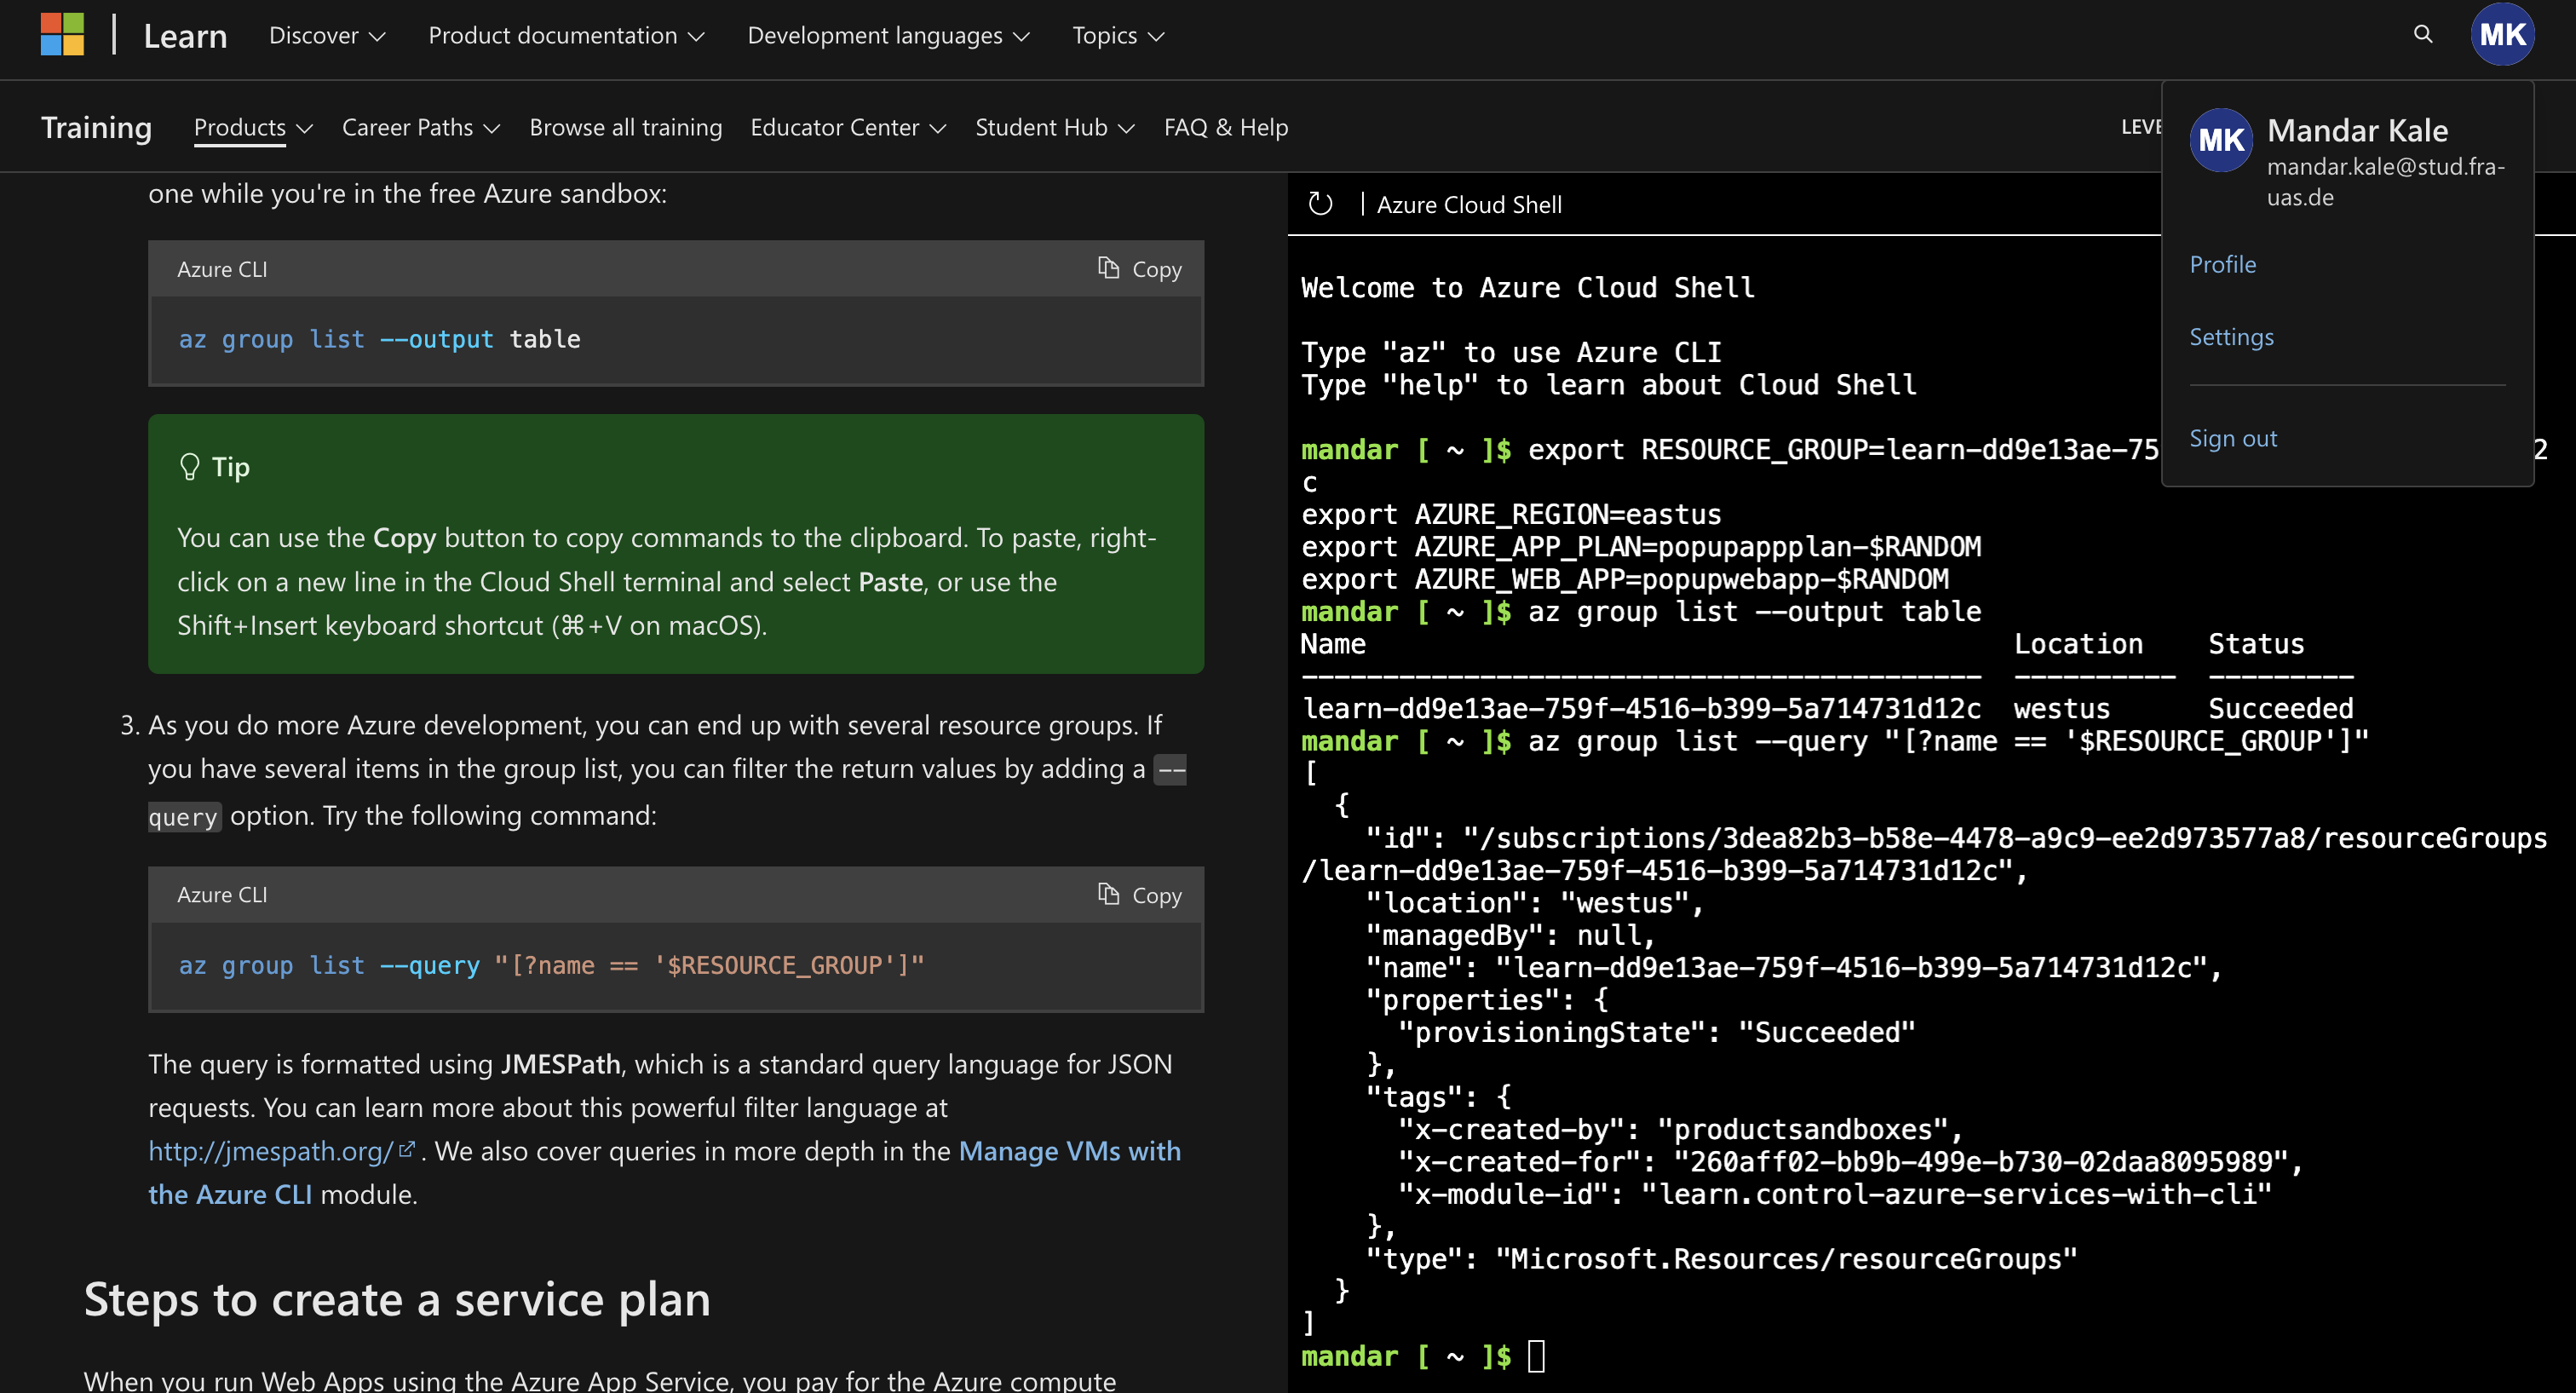 Learn Discover Product documentation Development languages Topics MK
Training Products Career Paths Browse all training Educator Center Student Hub FAQ & Help
MK Mandar Kale
mandar.kale@stud.fra-
uas.de
Profile
Settings
Sign out
one while you're in the free Azure sandbox:
Azure CLI Copy
az group list --output table
Tip
You can use the Copy button to copy commands to the clipboard. To paste, right-
click on a new line in the Cloud Shell terminal and select Paste, or use the
Shift+Insert keyboard shortcut (⌘+V on macOS).
3. As you do more Azure development, you can end up with several resource groups. If
you have several items in the group list, you can filter the return values by adding a --
query option. Try the following command:
Azure CLI Copy
az group list --query "[?name == '$RESOURCE_GROUP']"
The query is formatted using JMESPath, which is a standard query language for JSON
requests. You can learn more about this powerful filter language at
http://jmespath.org/ . We also cover queries in more depth in the Manage VMs with
the Azure CLI module.
Steps to create a service plan
When you run Web Apps using the Azure App Service, you pay for the Azure compute
| Azure Cloud Shell
Welcome to Azure Cloud Shell
Type "az" to use Azure CLI
Type "help" to learn about Cloud Shell
mandar [ ~ ]$ export RESOURCE_GROUP=learn-dd9e13ae-75 2
c
export AZURE_REGION=eastus
export AZURE_APP_PLAN=popupappplan-$RANDOM
export AZURE_WEB_APP=popupwebapp-$RANDOM
mandar [ ~ ]$ az group list --output table
Name Location Status
------------------------------------------ ---------- ---------
learn-dd9e13ae-759f-4516-b399-5a714731d12c westus Succeeded
mandar [ ~ ]$ az group list --query "[?name == '$RESOURCE_GROUP']"
[
{
"id": "/subscriptions/3dea82b3-b58e-4478-a9c9-ee2d973577a8/resourceGroups
/learn-dd9e13ae-759f-4516-b399-5a714731d12c",
"location": "westus",
"managedBy": null,
"name": "learn-dd9e13ae-759f-4516-b399-5a714731d12c",
"properties": {
"provisioningState": "Succeeded"
},
"tags": {
"x-created-by": "productsandboxes",
"x-created-for": "260aff02-bb9b-499e-b730-02daa8095989",
"x-module-id": "learn.control-azure-services-with-cli"
},
"type": "Microsoft.Resources/resourceGroups"
}
]
mandar [ ~ ]$